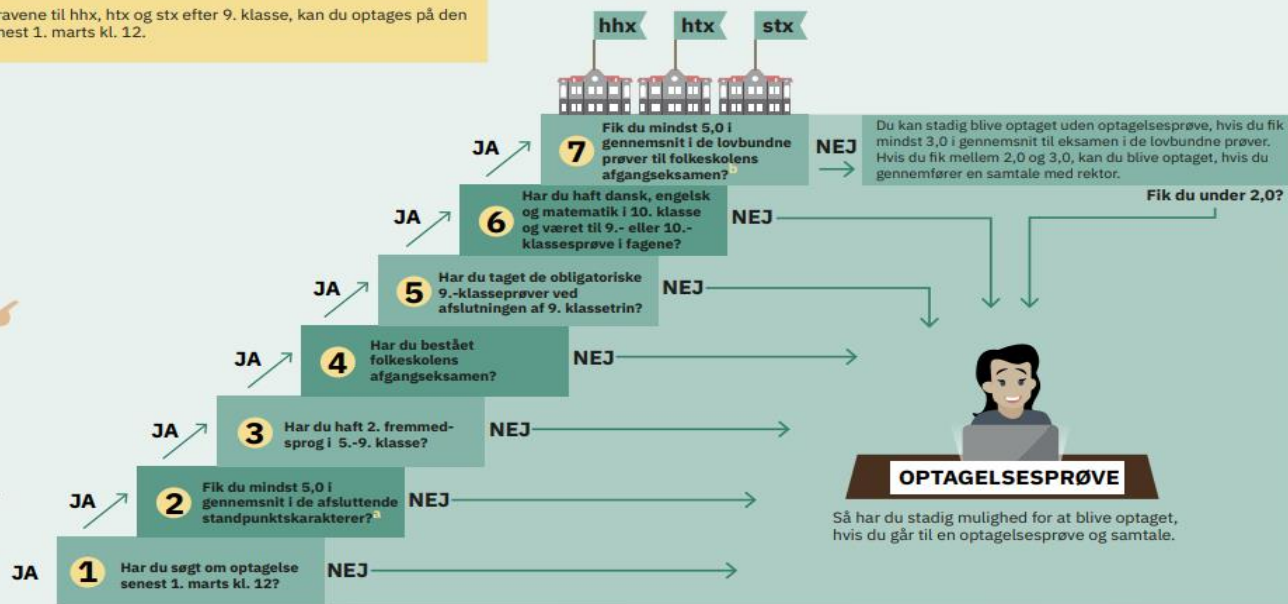 ravene til hhx, htx og stx efter 9. klasse, kan du optages på den
nest 1. marts kl. 12.
hhx
htx
stx
JA
7
Fik du mindst 5,0 i
gennemsnit i de lovbundne
prøver til folkeskolens
afgangseksamen?b
NEJ
Du kan stadig blive optaget uden optagelsesprøve, hvis du fik
mindst 3,0 i gennemsnit til eksamen i de lovbundne prøver.
Hvis du fik mellem 2,0 og 3,0, kan du blive optaget, hvis du
gennemfører en samtale med rektor.
Fik du under 2,0?
JA
6
Har du haft dansk, engelsk
og matematik i 10. klasse
og været til 9.- eller 10.-
klassesprøve i fagene?
NEJ
JA
5
Har du taget de obligatoriske
9.-klasseprøver ved
afslutningen af 9. klassetrin?
NEJ
JA
4
Har du bestået
folkeskolens
afgangseksamen?
NEJ
JA
3
Har du haft 2. fremmed-
sprog i 5.-9. klasse?
NEJ
JA
2
Fik du mindst 5,0 i
gennemsnit i de afsluttende
standpunktskarakterer?a
NEJ
JA
1
Har du søgt om optagelse
senest 1. marts kl. 12?
NEJ
OPTAGELSESPRØVE
Så har du stadig mulighed for at blive optaget,
hvis du går til en optagelsesprøve og samtale.